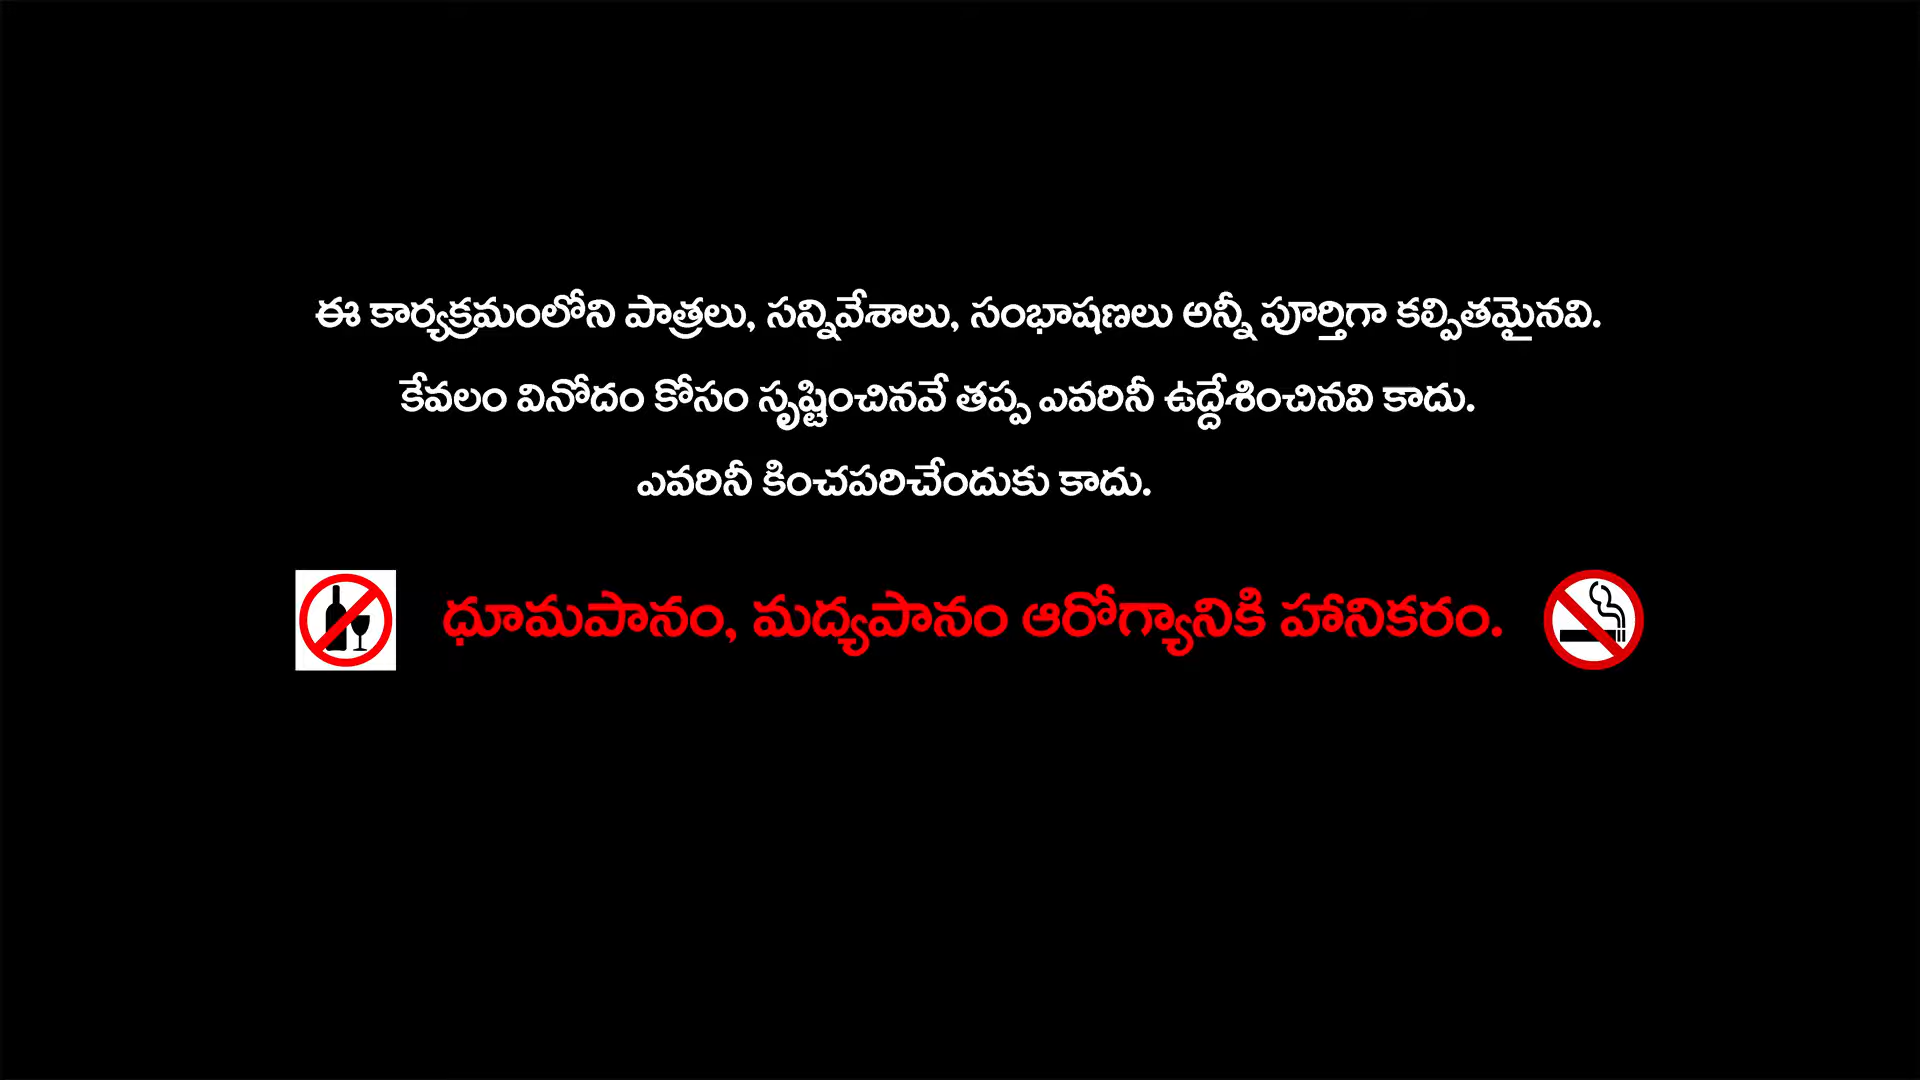 ఈ కార్యక్రమంలోని పాత్రలు, సన్నివేశాలు, సంభాషణలు అన్నీ పూర్తిగా కల్పితమైనవి.
కేవలం వినోదం కోసం సృష్టించినవే తప్ప ఎవరినీ ఉద్దేశించినవి కాదు.
ఎవరినీ కించపరిచేందుకు కాదు.
ధూమపానం, మద్యపానం ఆరోగ్యానికి హానికరం.